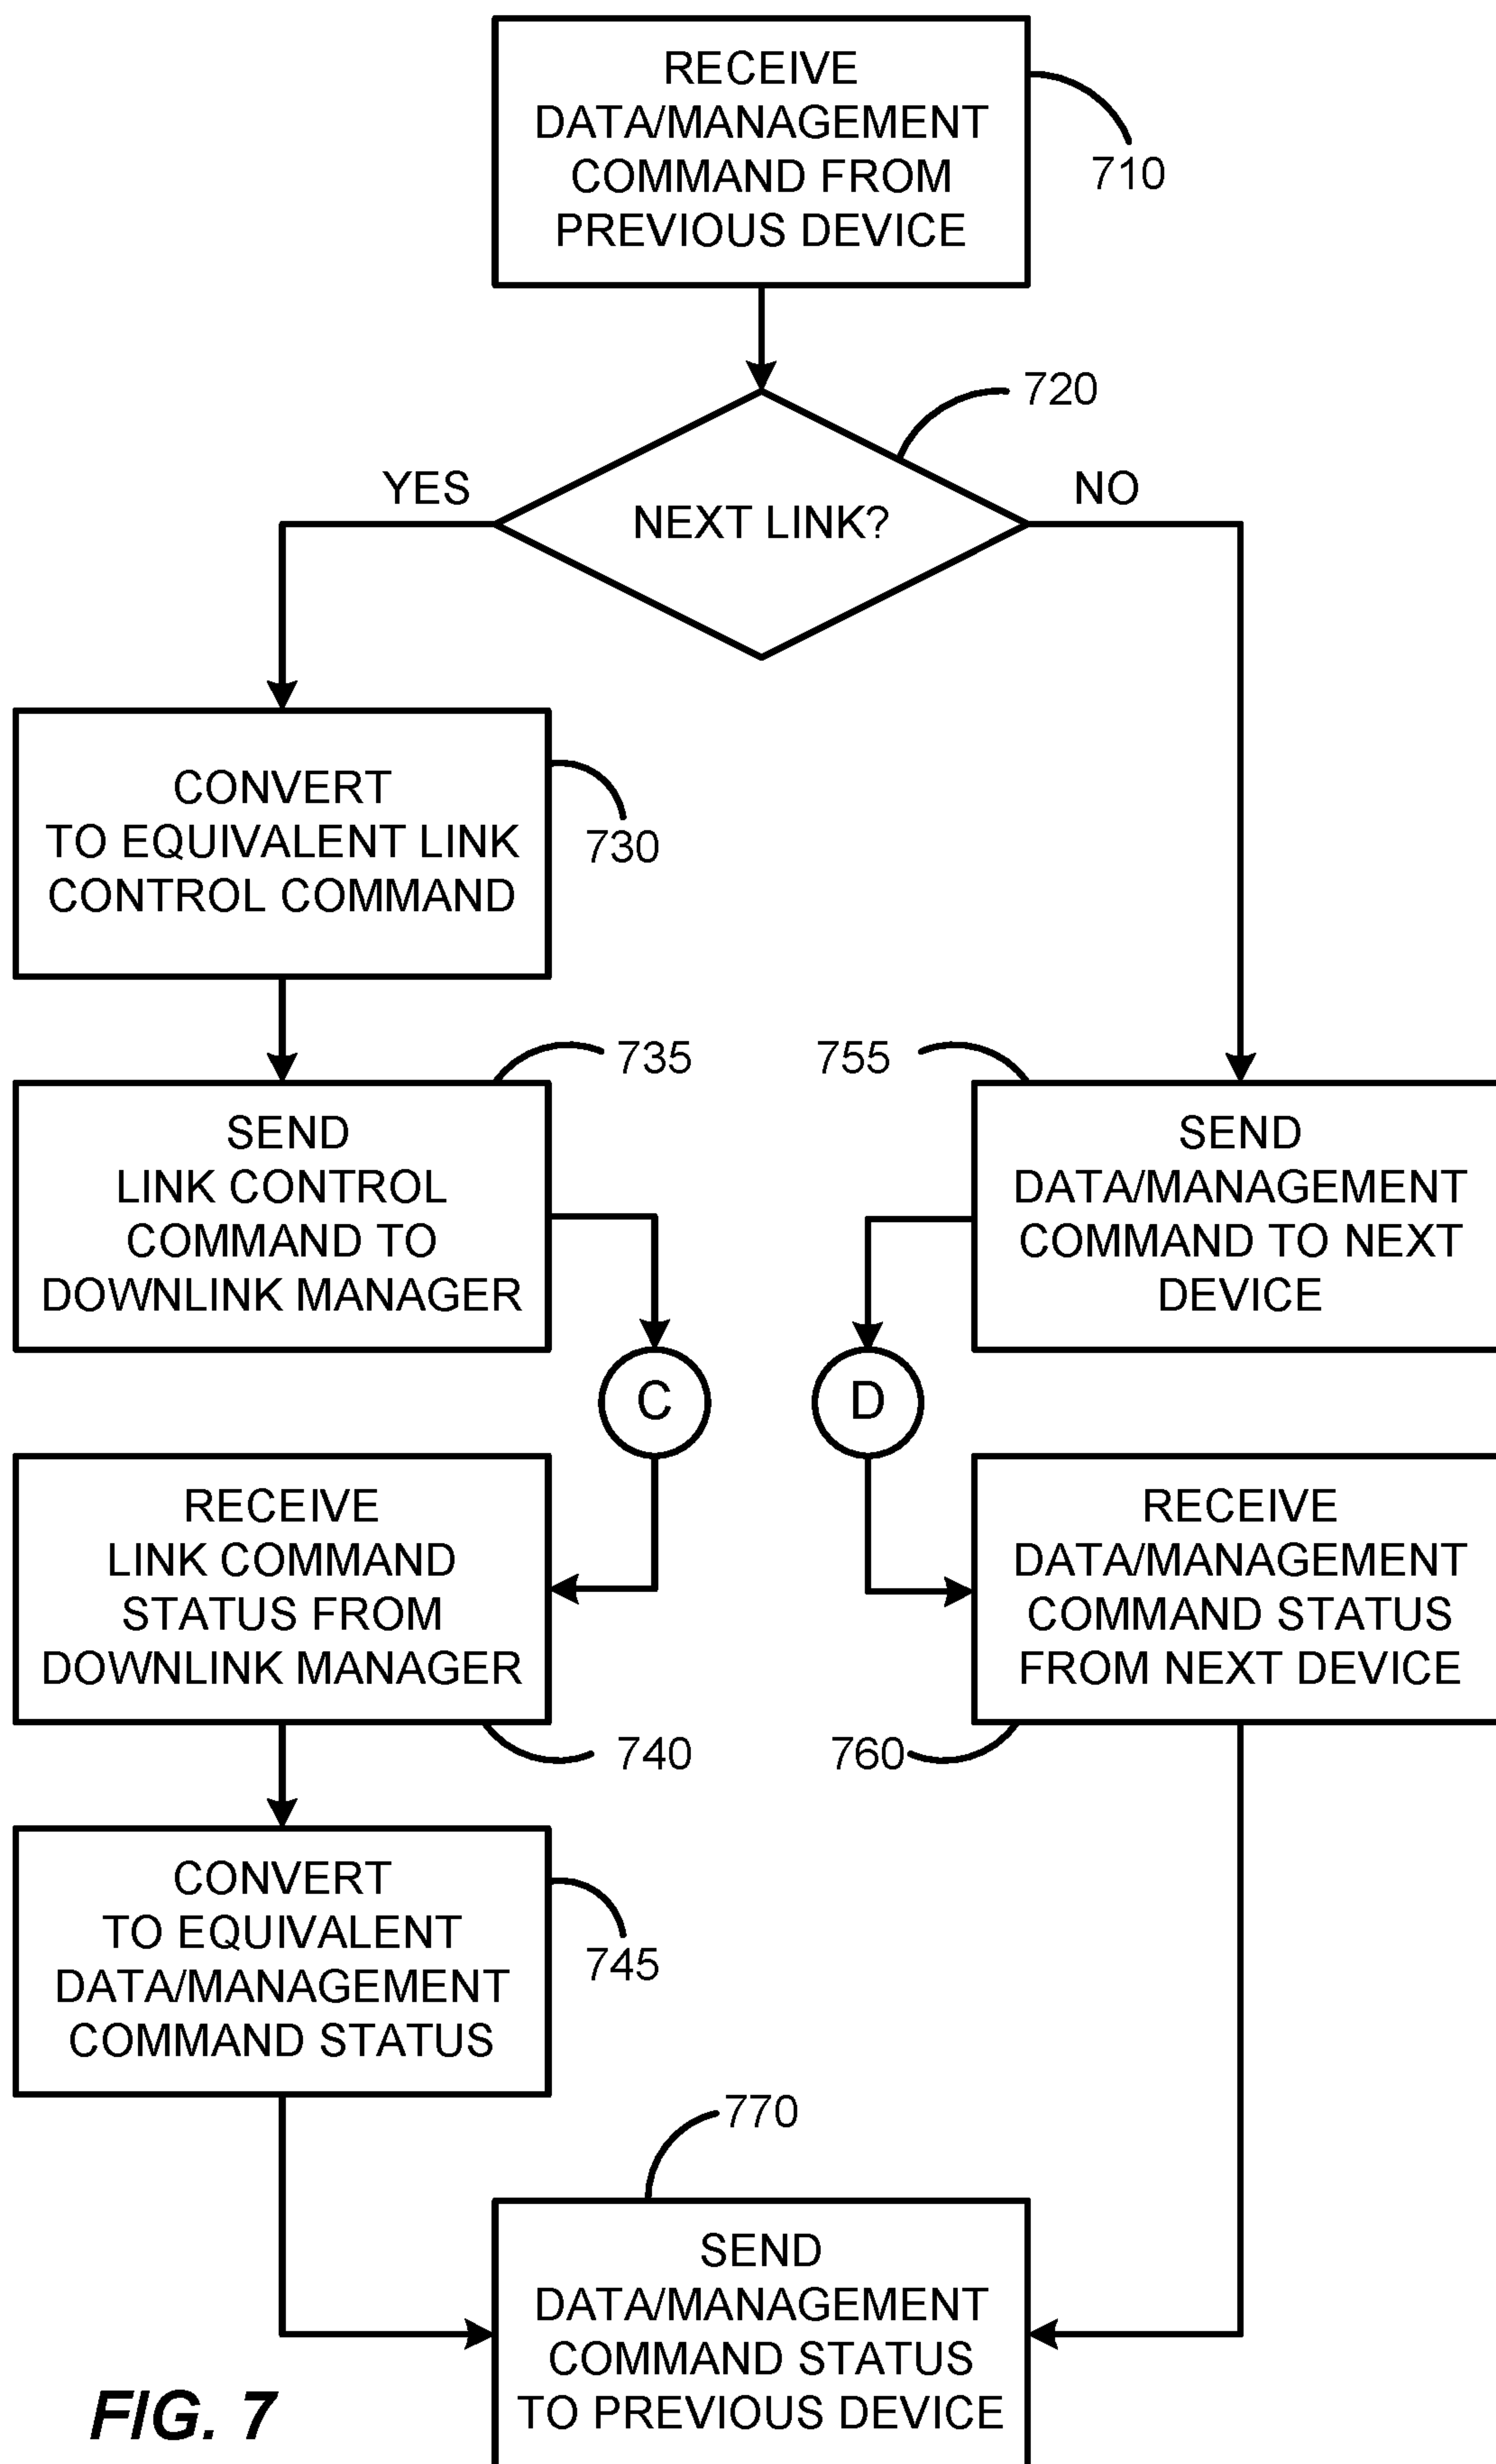 RECEIVE
DATA/MANAGEMENT
COMMAND FROM
PREVIOUS DEVICE
710
720
YES
NEXT LINK?
NO
CONVERT
TO EQUIVALENT LINK
CONTROL COMMAND
730
735
SEND
LINK CONTROL
COMMAND TO
DOWNLINK MANAGER
755
SEND
DATA/MANAGEMENT
COMMAND TO NEXT
DEVICE
C
D
RECEIVE
LINK COMMAND
STATUS FROM
DOWNLINK MANAGER
740
RECEIVE
DATA/MANAGEMENT
COMMAND STATUS
FROM NEXT DEVICE
760
CONVERT
TO EQUIVALENT
DATA/MANAGEMENT
COMMAND STATUS
745
770
SEND
DATA/MANAGEMENT
COMMAND STATUS
TO PREVIOUS DEVICE
FIG. 7